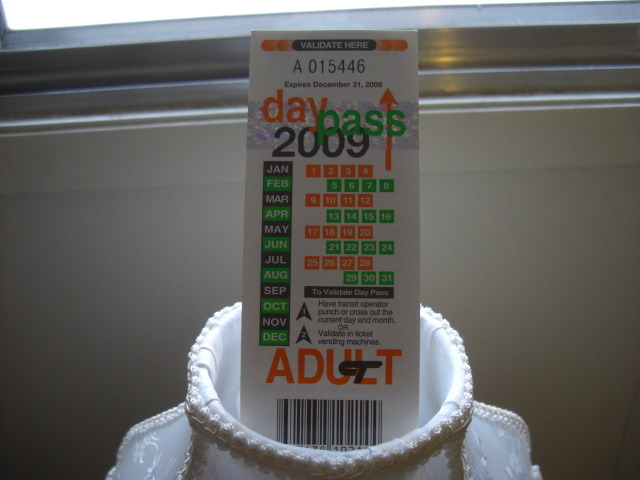 VALIDATE HERE
A 015446
Expires December 31, 2009
day pass
2009
JAN 1 2 3 4
FEB 5 6 7 8
MAR 9 10 11 12
APR 13 14 15 16
MAY 17 18 19 20
JUN 21 22 23 24
JUL 25 26 27 28
AUG 29 30 31
SEP
OCT
NOV
DEC
To Validate Day Pass
1 Have transit operator
punch or cross out the
current day and month.
OR
2 Validate in ticket
vending machines.
ADULT